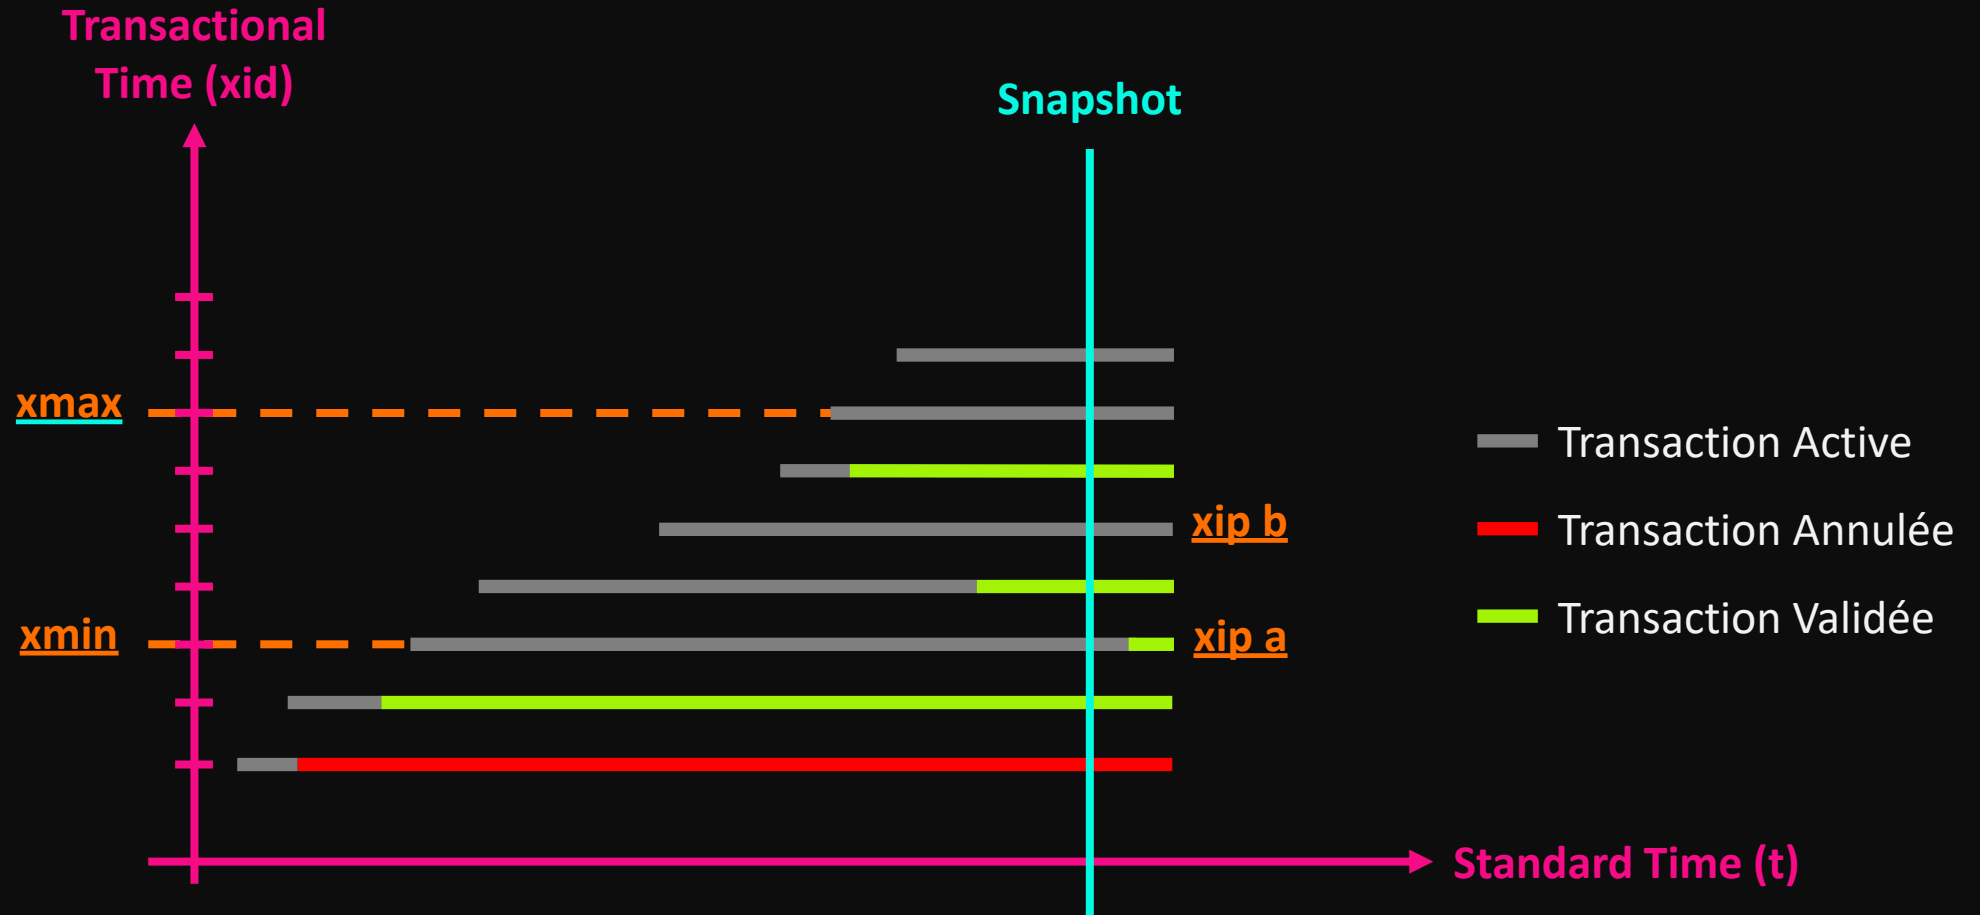 Transactional
Time (xid)
Snapshot
xmax
Transaction Active
xip b
Transaction Annulée
xmin
xip a
Transaction Validée
Standard Time (t)